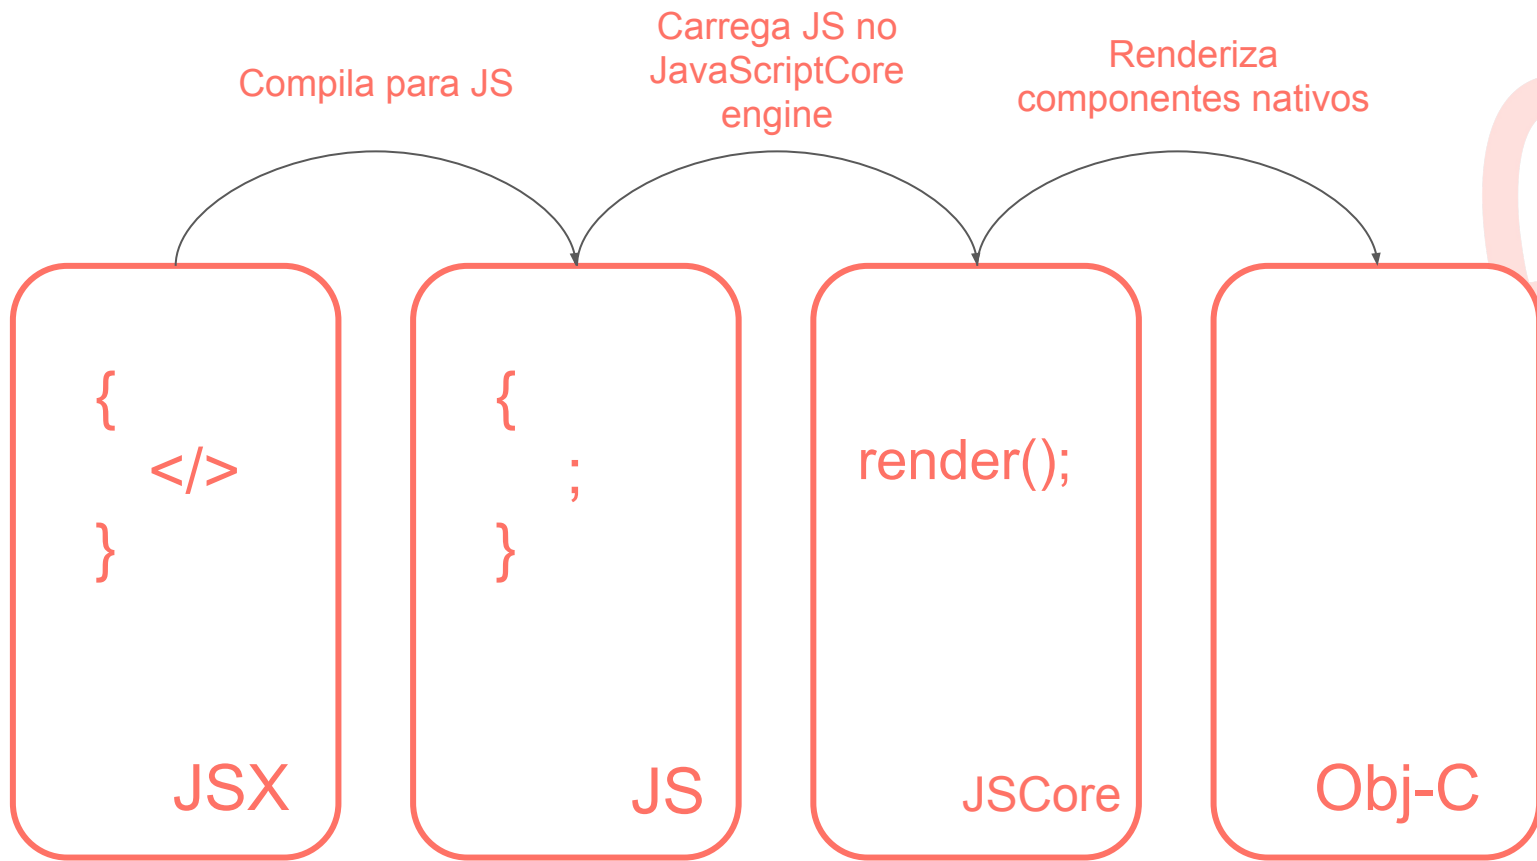 Compila para JS
Carrega JS no
JavaScriptCore
engine
Renderiza
componentes nativos
{
</>
}
JSX
{
;
}
JS
render();
JSCore
Obj-C